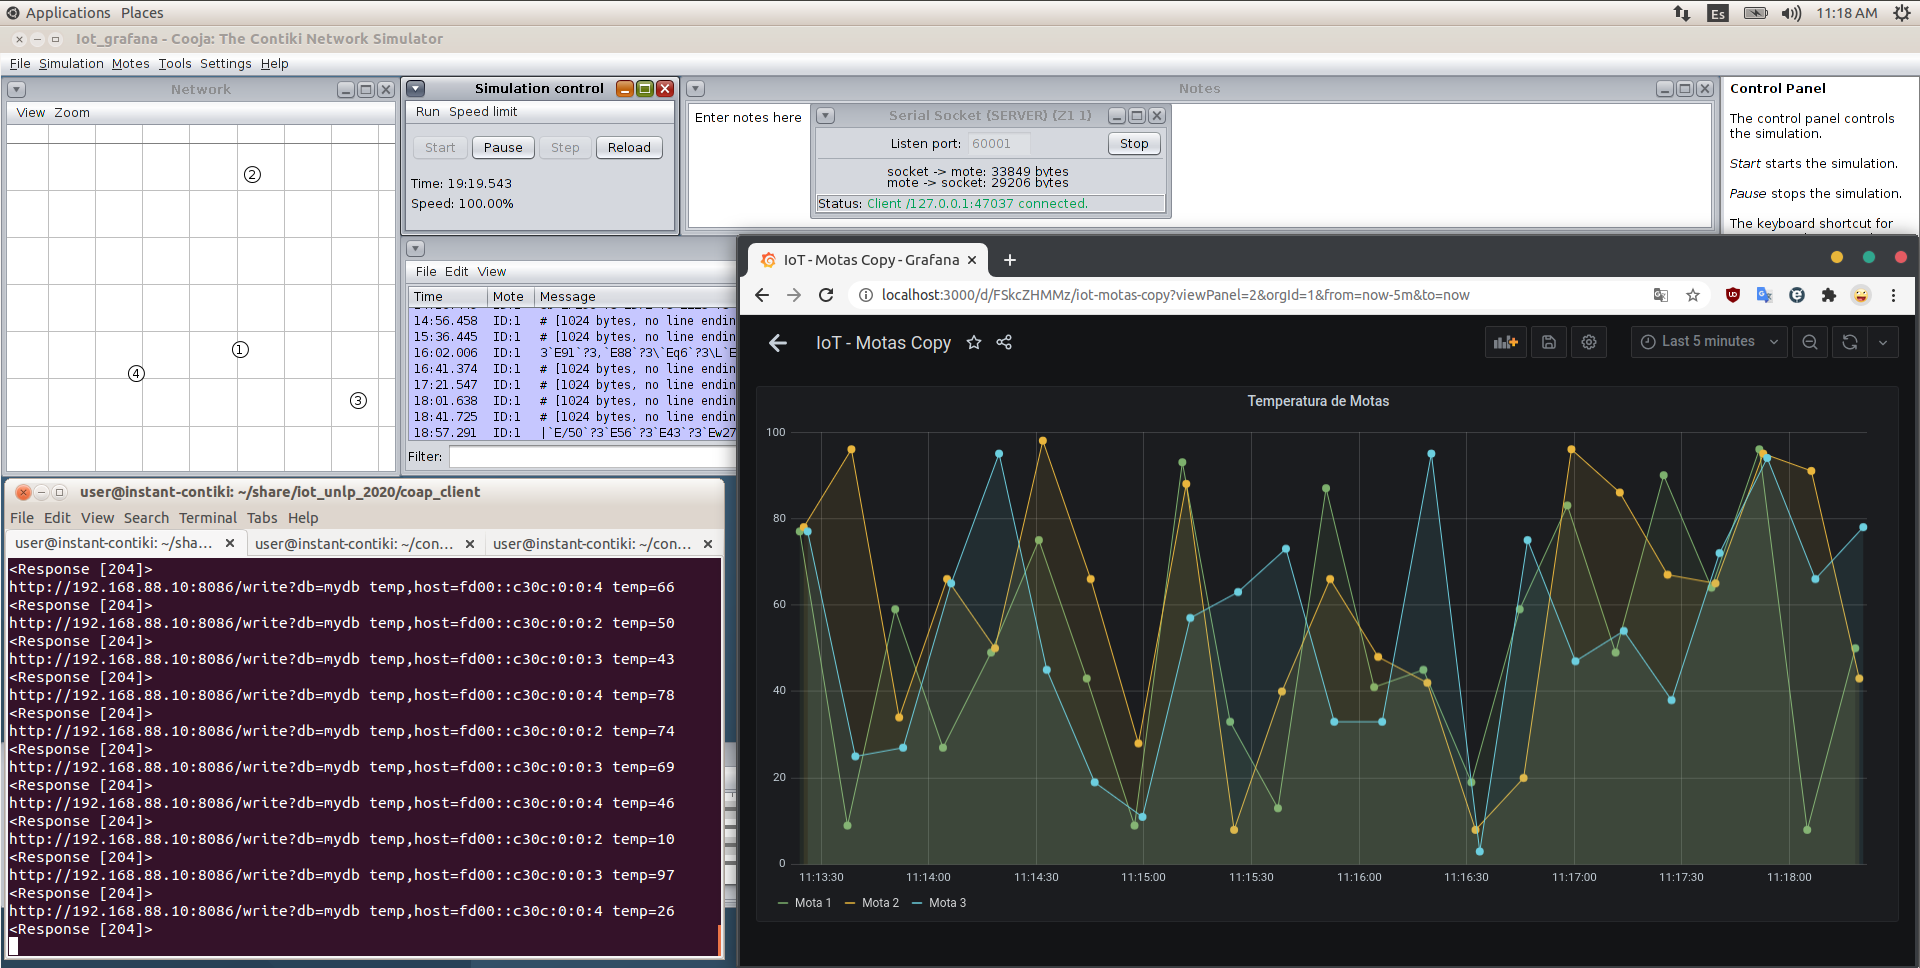 Applications Places
Es 11:18 AM
Iot_grafana - Cooja: The Contiki Network Simulator
File Simulation Motes Tools Settings Help
Network
View Zoom
2
1
4
3
Simulation control
Run Speed limit
Start Pause Step Reload
Time: 19:19.543
Speed: 100.00%
Notes
Enter notes here
Serial Socket (SERVER) (Z1 1)
Listen port: 60001 Stop
socket -> mote: 33849 bytes
mote -> socket: 29206 bytes
Status: Client /127.0.0.1:47037 connected.
Control Panel
The control panel controls
the simulation.
Start starts the simulation.
Pause stops the simulation.
The keyboard shortcut for
File Edit View
Time Mote Message
14:56.458 ID:1 # [1024 bytes, no line endin
15:36.445 ID:1 # [1024 bytes, no line endin
16:02.006 ID:1 3`E91`?3,`E88`?3\`Eq6`?3\L`E
16:41.374 ID:1 # [1024 bytes, no line endin
17:21.547 ID:1 # [1024 bytes, no line endin
18:01.638 ID:1 # [1024 bytes, no line endin
18:41.725 ID:1 # [1024 bytes, no line endin
18:57.291 ID:1 |`E/50`?3`E56`?3`E43`?3`Ew27
Filter:
user@instant-contiki: ~/share/iot_unlp_2020/coap_client
File Edit View Search Terminal Tabs Help
user@instant-contiki: ~/sha... user@instant-contiki: ~/con... user@instant-contiki: ~/con...
<Response [204]>
http://192.168.88.10:8086/write?db=mydb temp,host=fd00::c30c:0:0:4 temp=66
<Response [204]>
http://192.168.88.10:8086/write?db=mydb temp,host=fd00::c30c:0:0:2 temp=50
<Response [204]>
http://192.168.88.10:8086/write?db=mydb temp,host=fd00::c30c:0:0:3 temp=43
<Response [204]>
http://192.168.88.10:8086/write?db=mydb temp,host=fd00::c30c:0:0:4 temp=78
<Response [204]>
http://192.168.88.10:8086/write?db=mydb temp,host=fd00::c30c:0:0:2 temp=74
<Response [204]>
http://192.168.88.10:8086/write?db=mydb temp,host=fd00::c30c:0:0:3 temp=69
<Response [204]>
http://192.168.88.10:8086/write?db=mydb temp,host=fd00::c30c:0:0:4 temp=46
<Response [204]>
http://192.168.88.10:8086/write?db=mydb temp,host=fd00::c30c:0:0:2 temp=10
<Response [204]>
http://192.168.88.10:8086/write?db=mydb temp,host=fd00::c30c:0:0:3 temp=97
<Response [204]>
http://192.168.88.10:8086/write?db=mydb temp,host=fd00::c30c:0:0:4 temp=26
<Response [204]>
IoT - Motas Copy - Grafana
localhost:3000/d/FSkcZHMMz/iot-motas-copy?viewPanel=2&orgId=1&from=now-5m&to=now
IoT - Motas Copy
Last 5 minutes
Temperatura de Motas
100
80
60
40
20
0
11:13:30 11:14:00 11:14:30 11:15:00 11:15:30 11:16:00 11:16:30 11:17:00 11:17:30 11:18:00
Mota 1 Mota 2 Mota 3